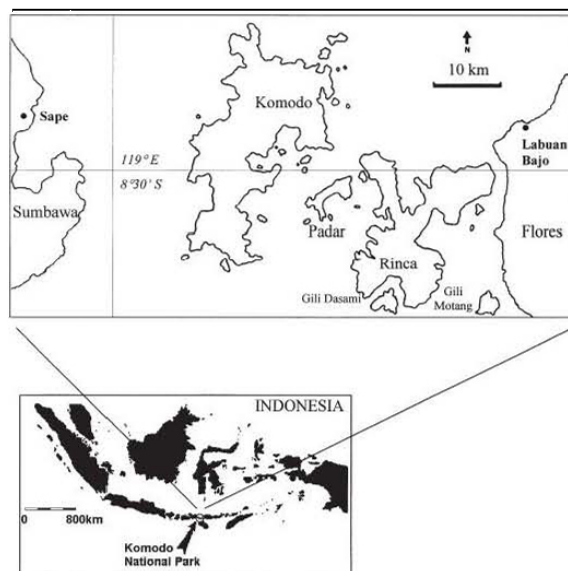 N
10 km
Komodo
Sape
Labuan
Bajo
119° E
8°30' S
Sumbawa
Padar
Flores
Rinca
Gili Dasami
Gili
Motang
INDONESIA
0 800km
Komodo
National Park